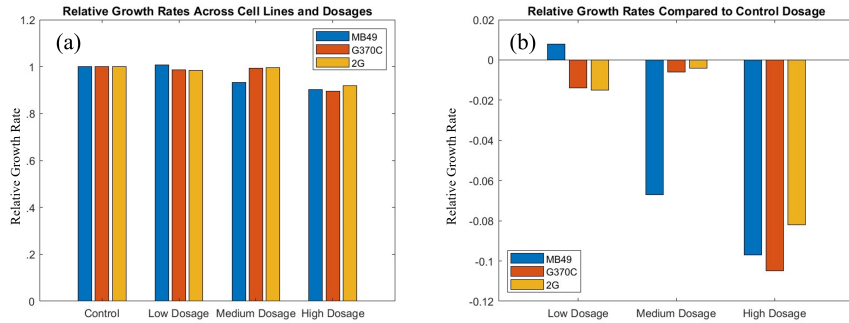 Relative Growth Rates Across Cell Lines and Dosages
(a)
MB49
G370C
2G
1.2
1
.8
.6
.4
.2
0
Relative Growth Rate
Control
Low Dosage
Medium Dosage
High Dosage
Relative Growth Rates Compared to Control Dosage
(b)
0.02
0
-0.02
-0.04
-0.06
-0.08
-0.1
-0.12
Relative Growth Rate
MB49
G370C
2G
Low Dosage
Medium Dosage
High Dosage